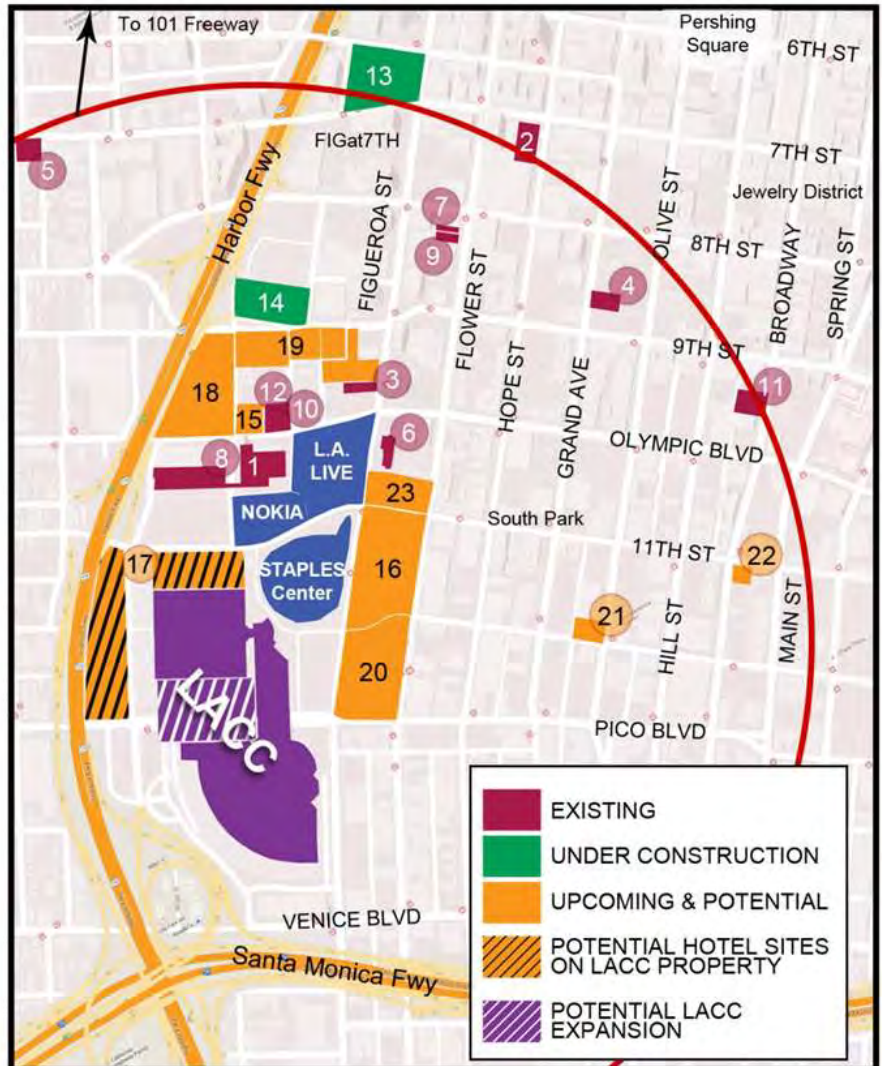 To 101 Freeway
Pershing
Square
6TH ST
13
2
FIGat7TH
7TH ST
5
Jewelry District
Harbor Fwy
FIGUEROA ST
7
9
FLOWER ST
OLIVE ST
8TH ST
BROADWAY
SPRING ST
4
14
HOPE ST
GRAND AVE
9TH ST
19
3
18
12
15
10
11
6
OLYMPIC BLVD
8
1
L.A.
LIVE
23
NOKIA
South Park
11TH ST
22
17
STAPLES
Center
16
21
HILL ST
MAIN ST
20
LACC
PICO BLVD
EXISTING
UNDER CONSTRUCTION
UPCOMING & POTENTIAL
POTENTIAL HOTEL SITES
ON LACC PROPERTY
POTENTIAL LACC
EXPANSION
VENICE BLVD
Santa Monica Fwy